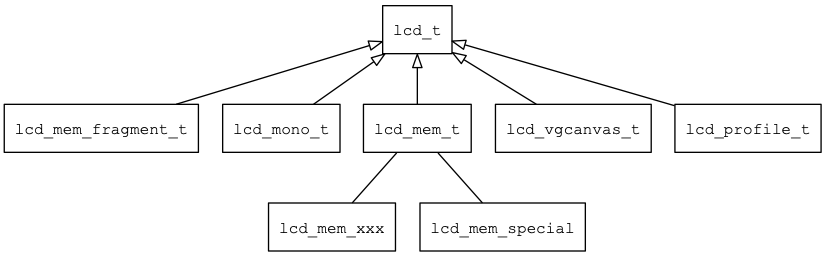 lcd_t
lcd_mem_fragment_t
lcd_mono_t
lcd_mem_t
lcd_vgcanvas_t
lcd_profile_t
lcd_mem_xxx
lcd_mem_special